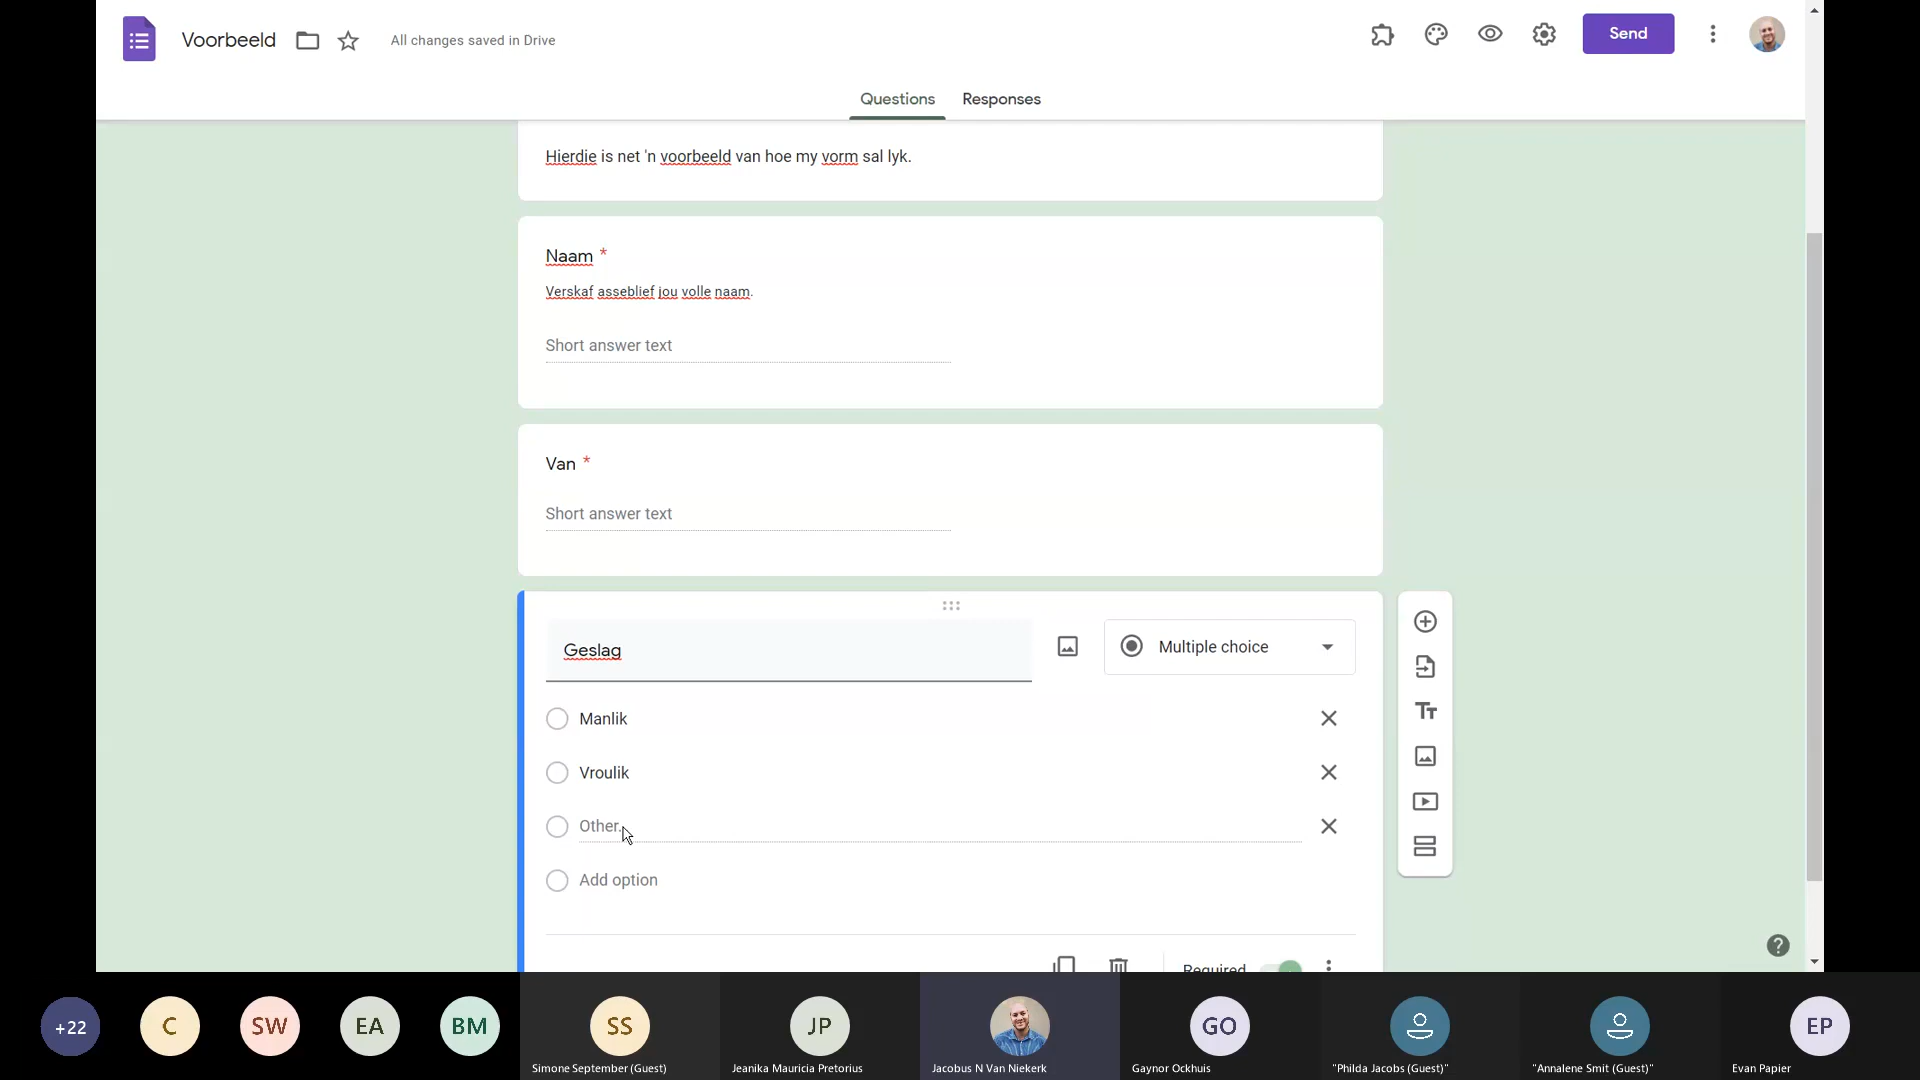 Voorbeeld
All changes saved in Drive
Send
Questions
Responses
Hierdie is net 'n voorbeeld van hoe my vorm sal lyk.
Naam *
Verskaf asseblief jou volle naam.
Short answer text
Van *
Short answer text
Geslag
Multiple choice
Tt
Manlik
Vroulik
Other...
Add option
Required
+22
C
SW
EA
BM
SS
JP
GO
EP
Simone September (Guest)
Jeanika Mauricia Pretorius
Jacobus N Van Niekerk
Gaynor Ockhuis
"Philda Jacobs (Guest)"
"Annalene Smit (Guest)"
Evan Papier